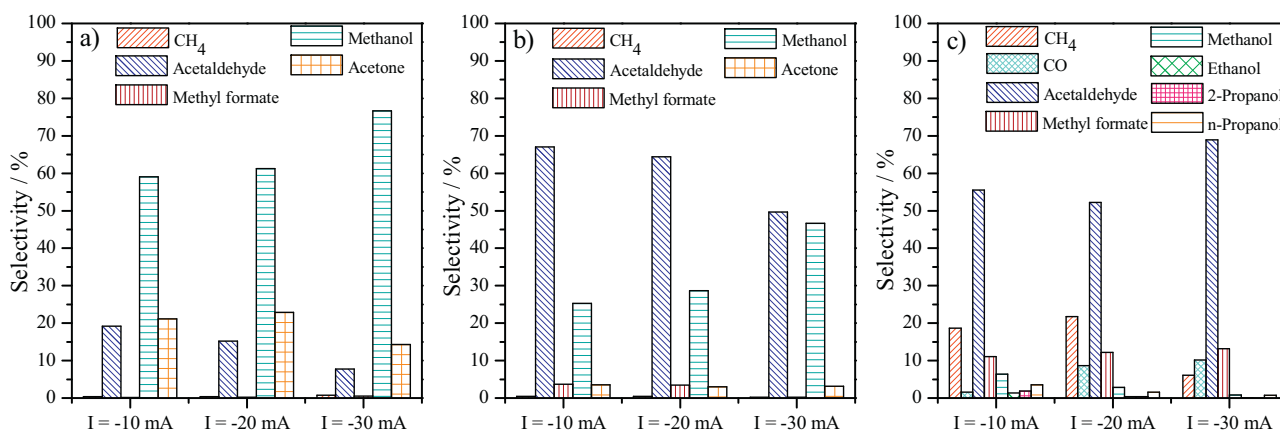 a)
CH4
Methanol
Acetaldehyde
Acetone
Methyl formate
Selectivity / %
100
90
80
70
60
50
40
30
20
10
0
I = -10 mA
I = -20 mA
I = -30 mA
b)
CH4
Methanol
Acetaldehyde
Acetone
Methyl formate
Selectivity / %
100
90
80
70
60
50
40
30
20
10
0
I = -10 mA
I = -20 mA
I = -30 mA
c)
CH4
Methanol
CO
Ethanol
Acetaldehyde
2-Propanol
Methyl formate
n-Propanol
Selectivity / %
100
90
80
70
60
50
40
30
20
10
0
I = -10 mA
I = -20 mA
I = -30 mA